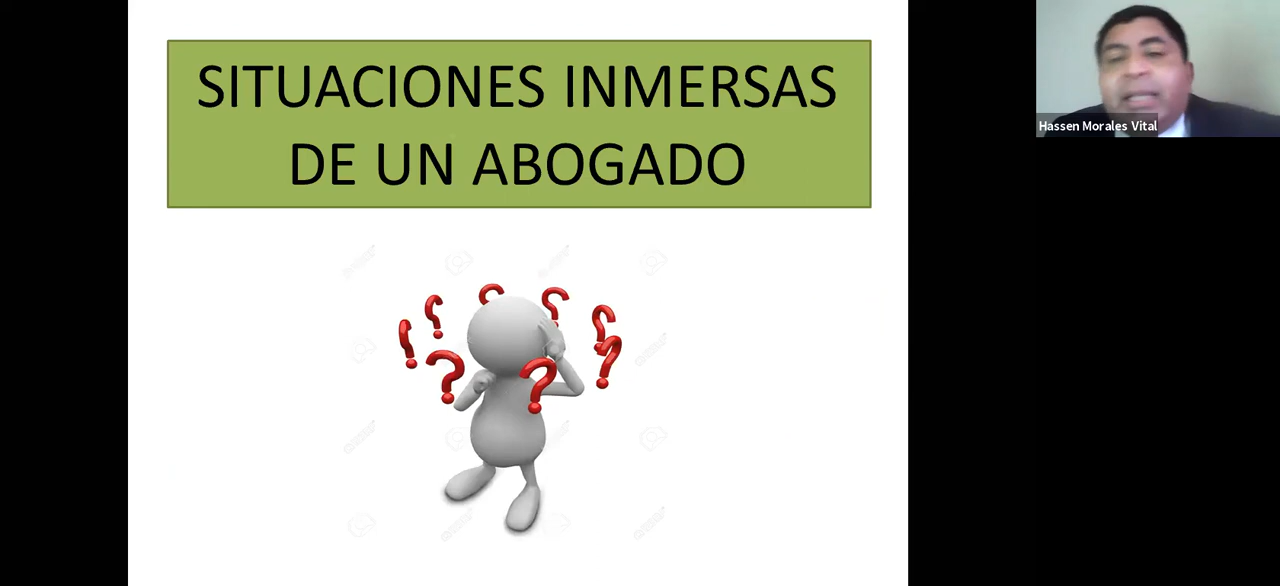 SITUACIONES INMERSAS
DE UN ABOGADO
Hassen Morales Vital